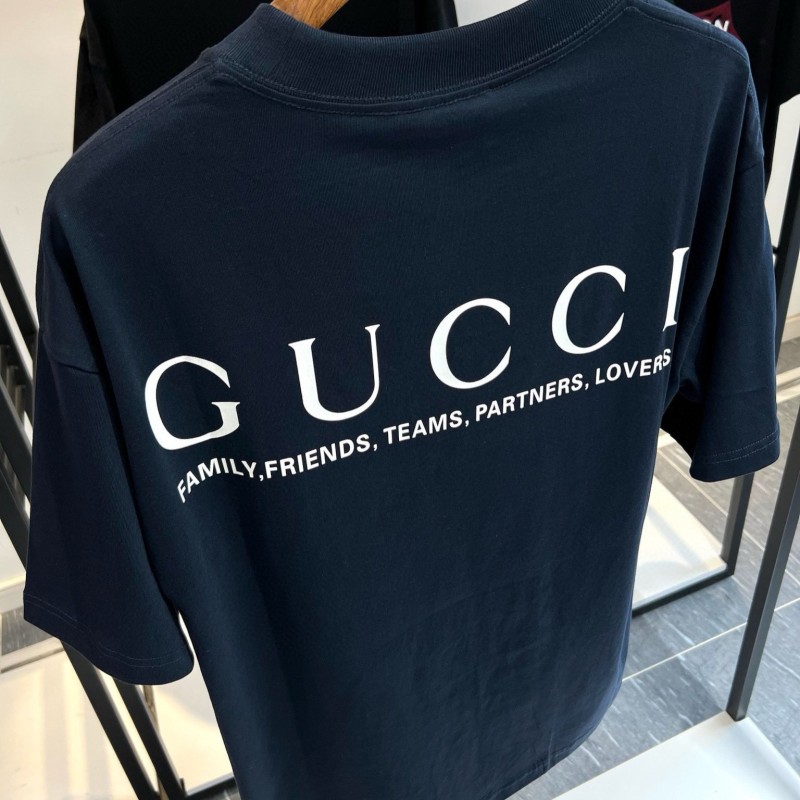 GUCCI
FAMILY,FRIENDS, TEAMS, PARTNERS, LOVERS